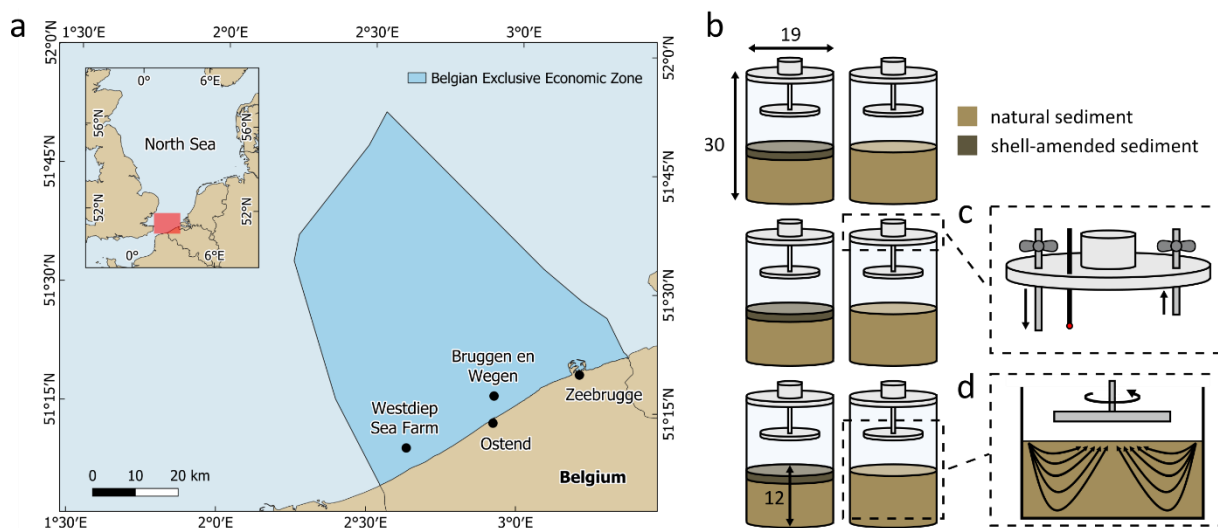 a
1°30'E 2°0'E 2°30'E 3°0'E
52°0'N
51°45'N
51°30'N
51°15'N
0° 6°E
56°N
52°N
North Sea
56°N
52°N
0° 6°E
Belgian Exclusive Economic Zone
Bruggen en
Wegen
Zeebrugge
Westdiep
Sea Farm
Ostend
Belgium
0 10 20 km
52°0'N
51°45'N
51°30'N
51°15'N
1°30'E 2°0'E 2°30'E 3°0'E
b
19
30
12
natural sediment
shell-amended sediment
c
d